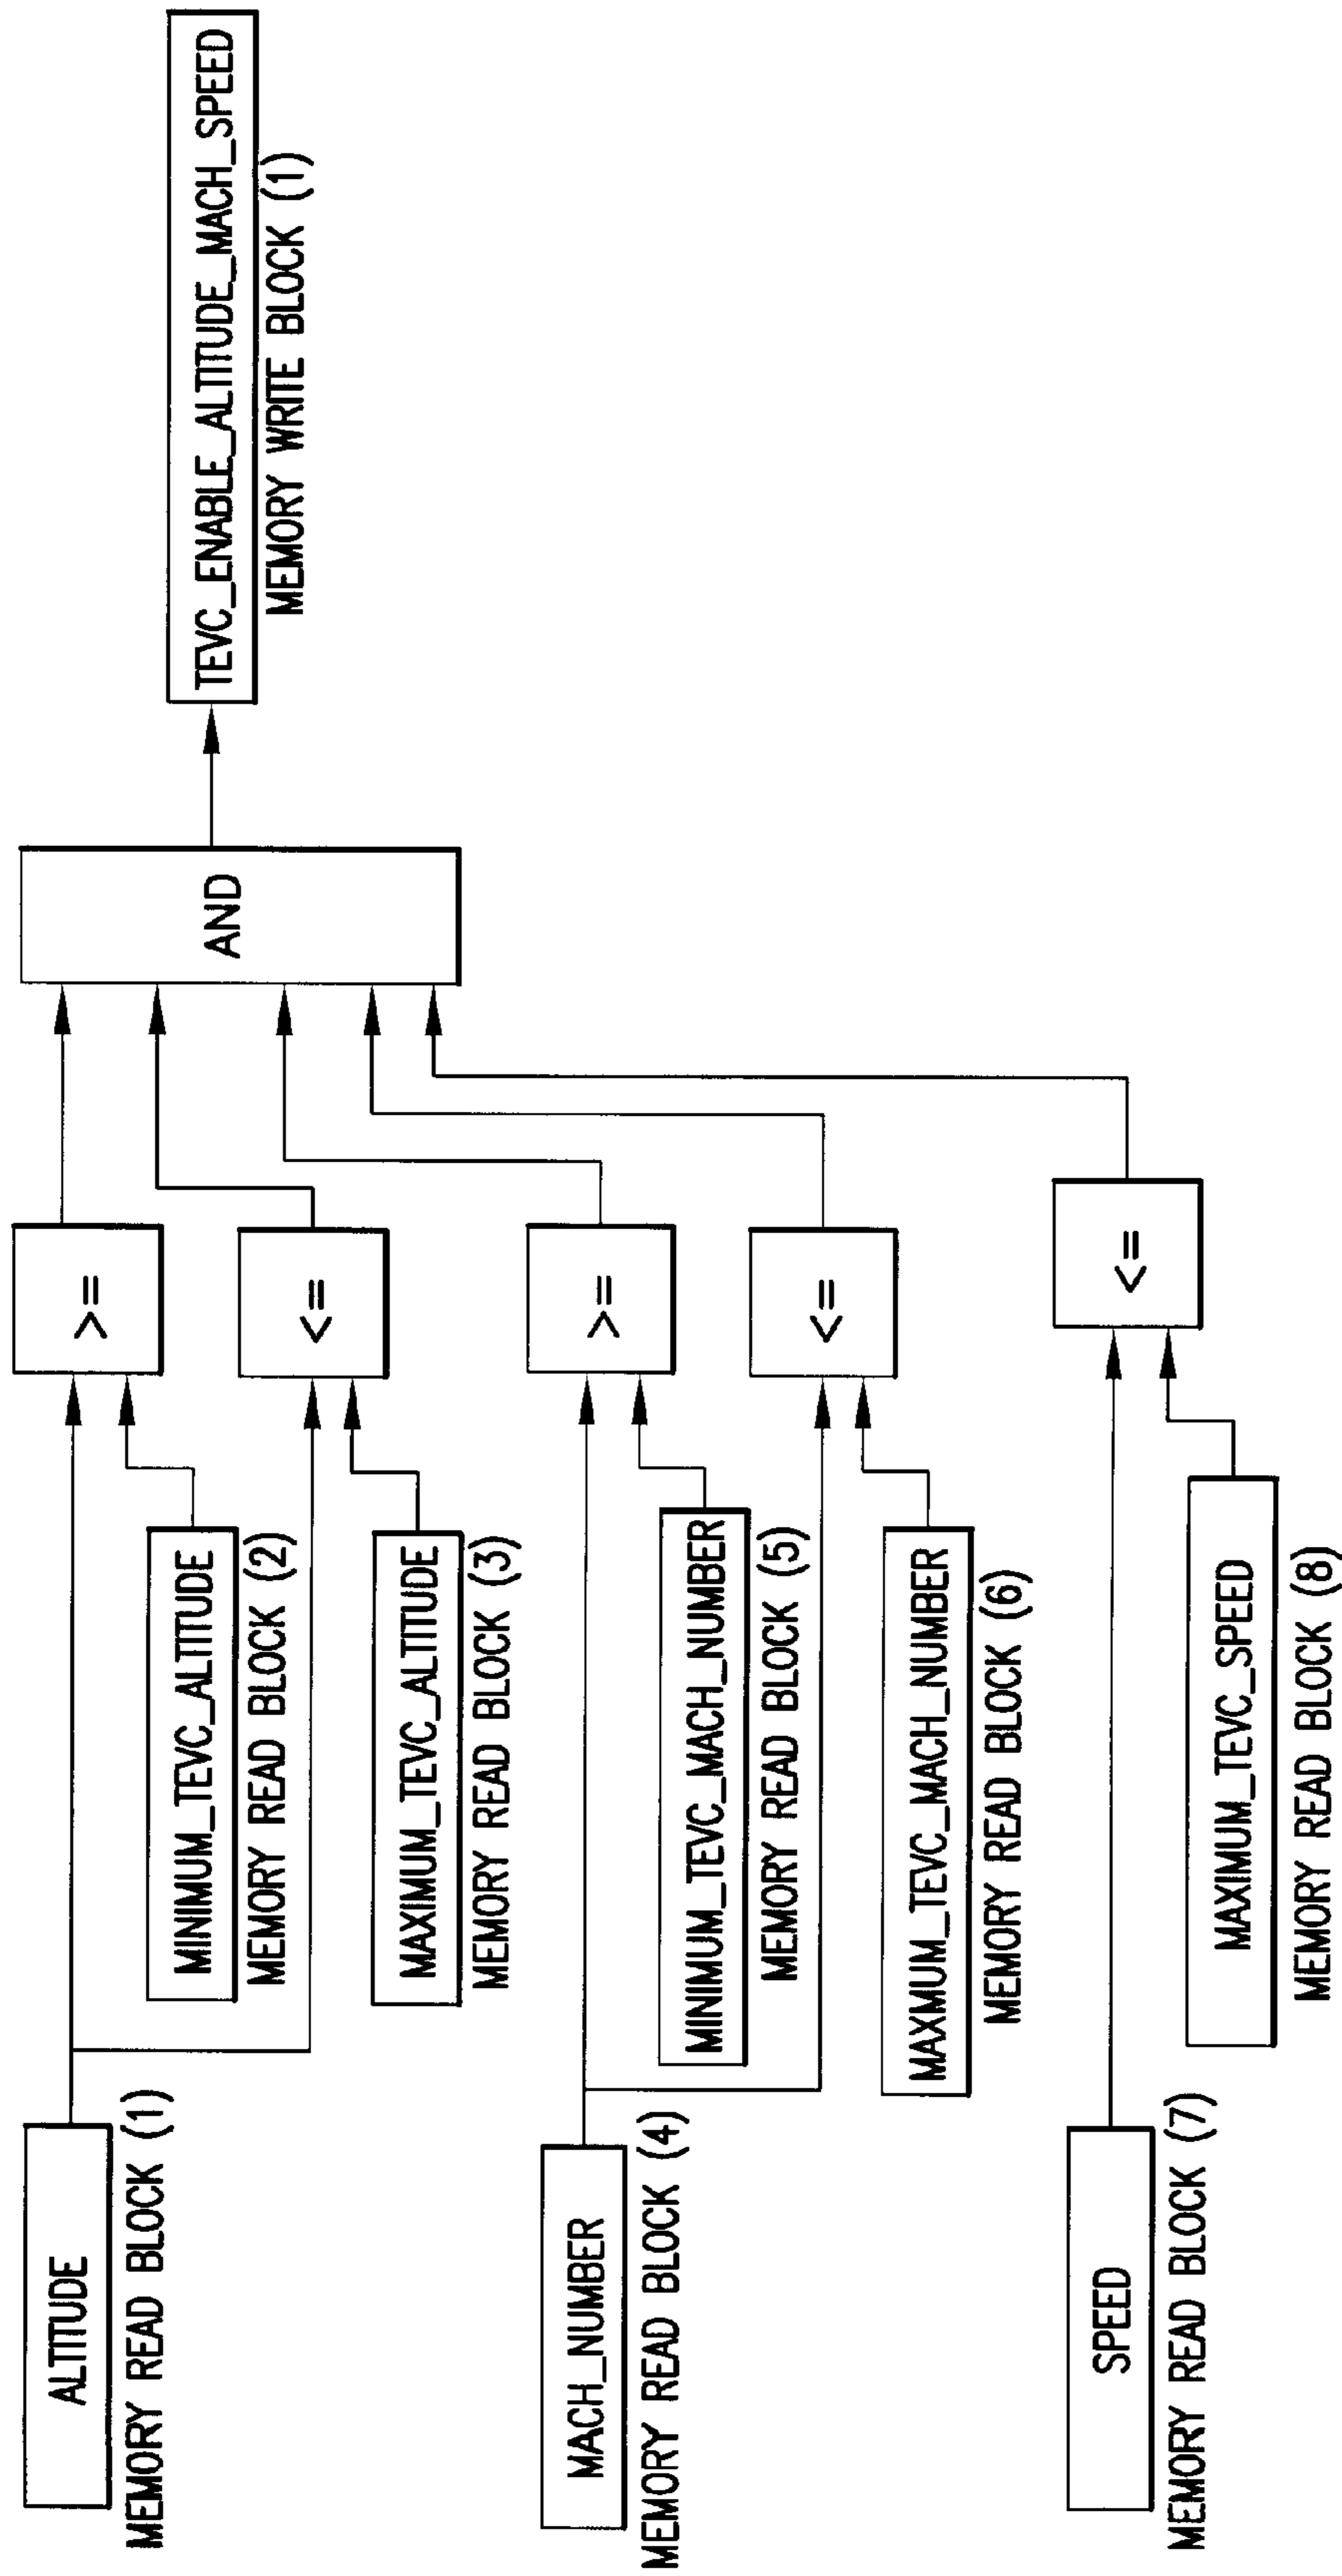 ALTITUDE
MEMORY READ BLOCK (1)
MINIMUM_TEVC_ALTITUDE
MEMORY READ BLOCK (2)
MAXIMUM_TEVC_ALTITUDE
MEMORY READ BLOCK (3)
>=
<=
AND
TEVC_ENABLE_ALTITUDE_MACH_SPEED
MEMORY WRITE BLOCK (1)
MACH_NUMBER
MEMORY READ BLOCK (4)
MINIMUM_TEVC_MACH_NUMBER
MEMORY READ BLOCK (5)
MAXMUM_TEVC_MACH_NUMBER
MEMORY READ BLOCK (6)
>=
<=
SPEED
MEMORY READ BLOCK (7)
MAXIMUM_TEVC_SPEED
MEMORY READ BLOCK (8)
<=